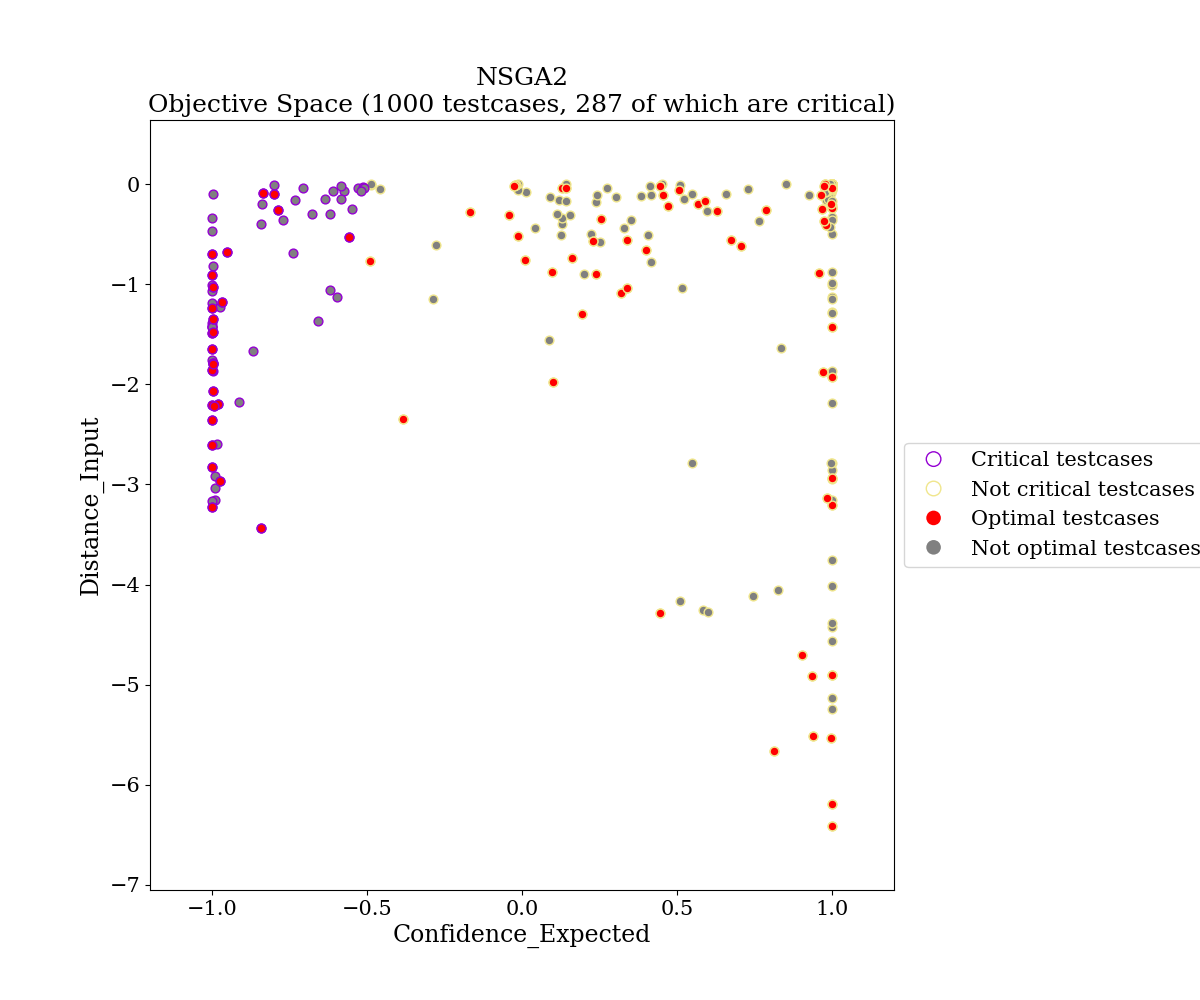 NSGA2
Objective Space (1000 testcases, 287 of which are critical)
0
−1
−2
−3
−4
−5
−6
−7
Distance_Input
−1.0
−0.5
0.0
0.5
1.0
Confidence_Expected
Critical testcases
Not critical testcases
Optimal testcases
Not optimal testcases